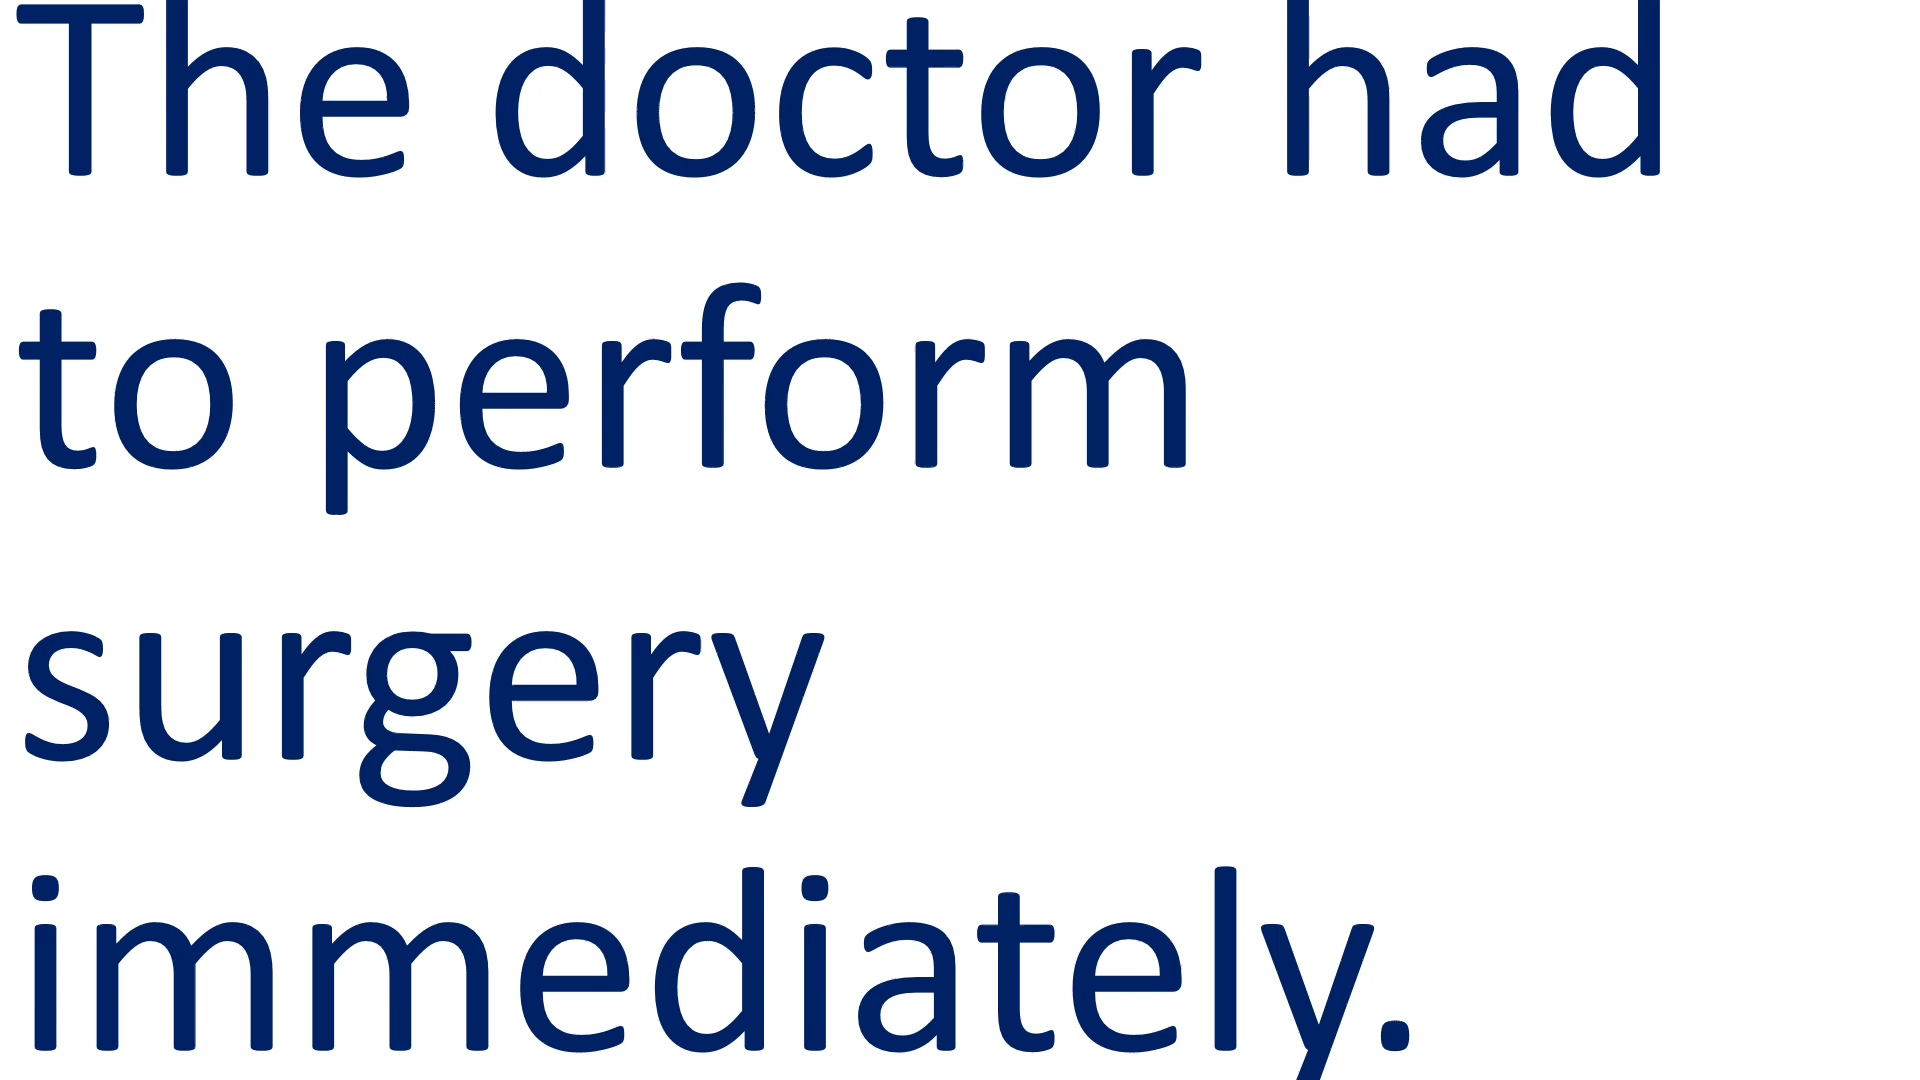 The doctor had
to perform
surgery
immediately.